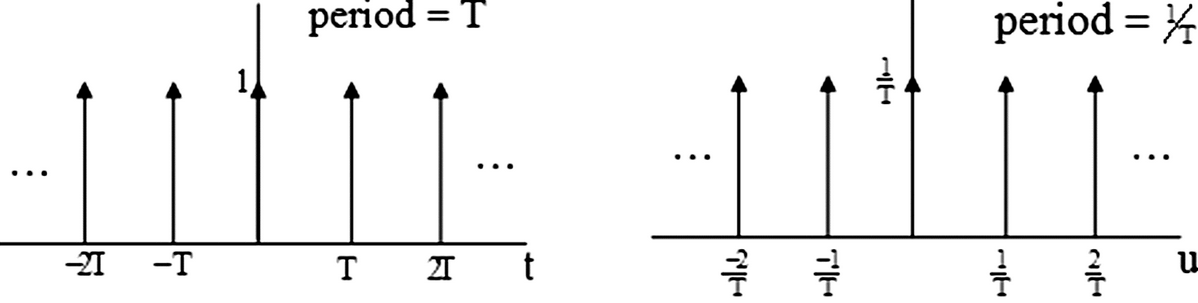 period = T
1
... ...
-2T -T T 2T t
period = 1/T
1/T
... ...
-2/T -1/T 1/T 2/T u